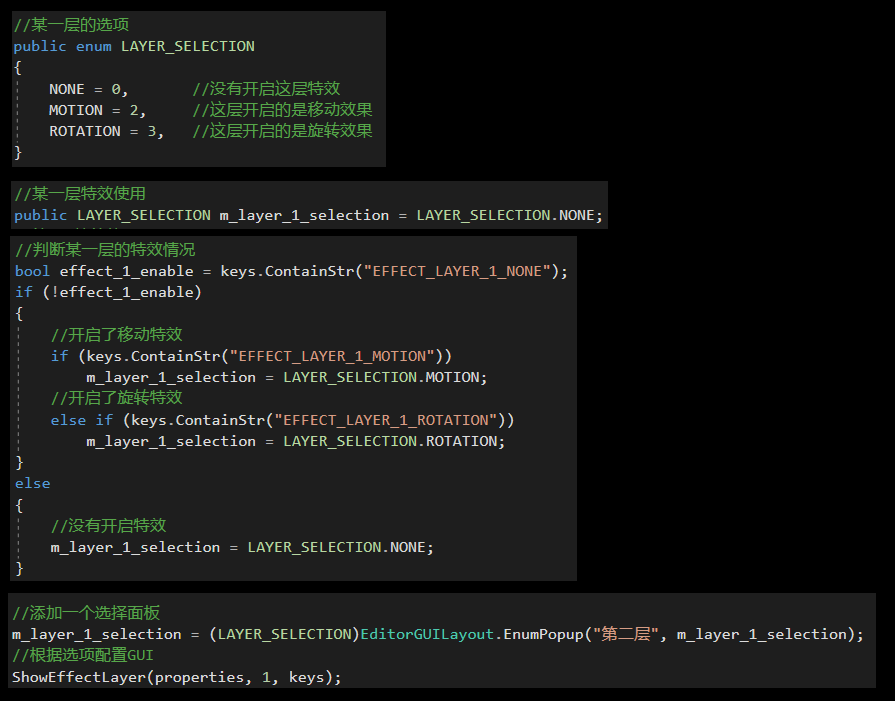 //某一层的选项
public enum LAYER_SELECTION
{
    NONE = 0,       //没有开启这层特效
    MOTION = 2,     //这层开启的是移动效果
    ROTATION = 3,   //这层开启的是旋转效果
}
//某一层特效使用
public LAYER_SELECTION m_layer_1_selection = LAYER_SELECTION.NONE;
//判断某一层的特效情况
bool effect_1_enable = keys.ContainStr("EFFECT_LAYER_1_NONE");
if (!effect_1_enable)
{
    //开启了移动特效
    if (keys.ContainStr("EFFECT_LAYER_1_MOTION"))
        m_layer_1_selection = LAYER_SELECTION.MOTION;
    //开启了旋转特效
    else if (keys.ContainStr("EFFECT_LAYER_1_ROTATION"))
        m_layer_1_selection = LAYER_SELECTION.ROTATION;
}
else
{
    //没有开启特效
    m_layer_1_selection = LAYER_SELECTION.NONE;
}
//添加一个选择面板
m_layer_1_selection = (LAYER_SELECTION)EditorGUILayout.EnumPopup("第二层", m_layer_1_selection);
//根据选项配置GUI
ShowEffectLayer(properties, 1, keys);